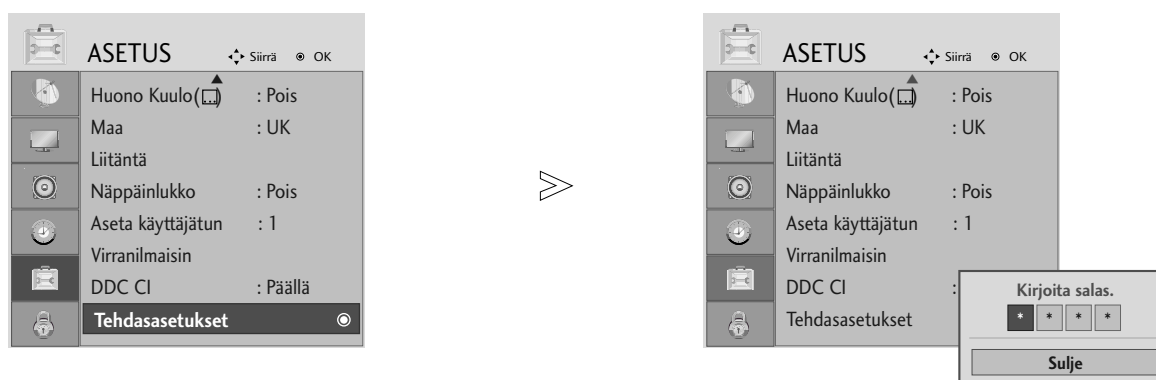 ASETUS Siirrä OK
Huono Kuulo( ) : Pois
Maa : UK
Liitäntä
Näppäinlukko : Pois
Aseta käyttäjätun : 1
Virranilmaisin
DDC CI : Päällä
Tehdasasetukset
ASETUS Siirrä OK
Huono Kuulo( ) : Pois
Maa : UK
Liitäntä
Näppäinlukko : Pois
Aseta käyttäjätun : 1
Virranilmaisin
DDC CI :
Tehdasasetukset
Kirjoita salas.
* * * *
Sulje